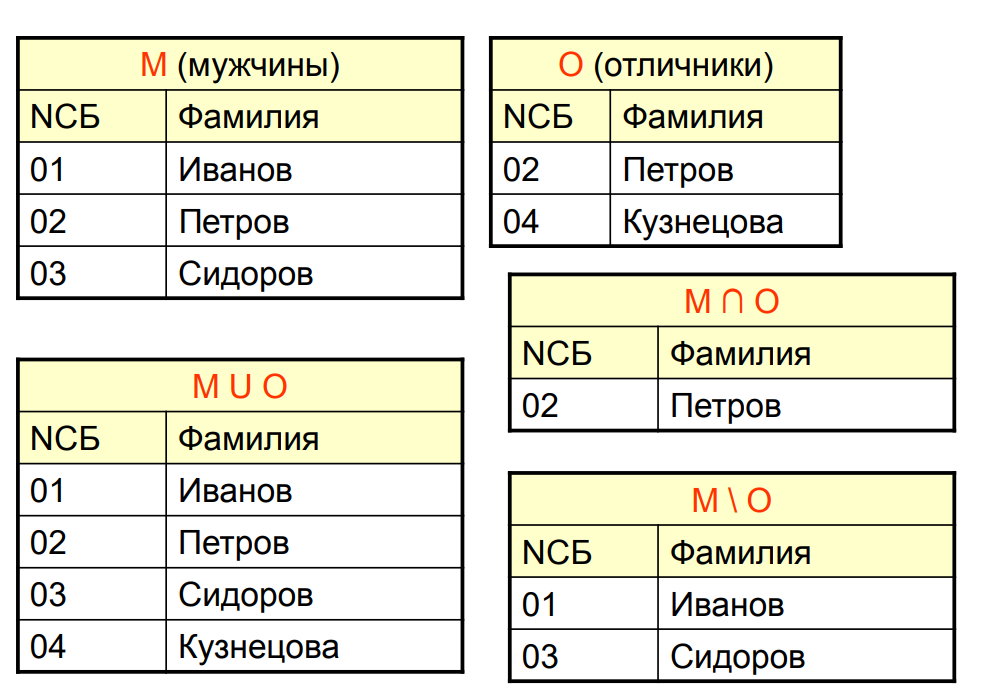 М (мужчины)
NСБ Фамилия
01 Иванов
02 Петров
03 Сидоров
О (отличники)
NСБ Фамилия
02 Петров
04 Кузнецова
М ∩ О
NСБ Фамилия
02 Петров
М U О
NСБ Фамилия
01 Иванов
02 Петров
03 Сидоров
04 Кузнецова
М \ О
NСБ Фамилия
01 Иванов
03 Сидоров